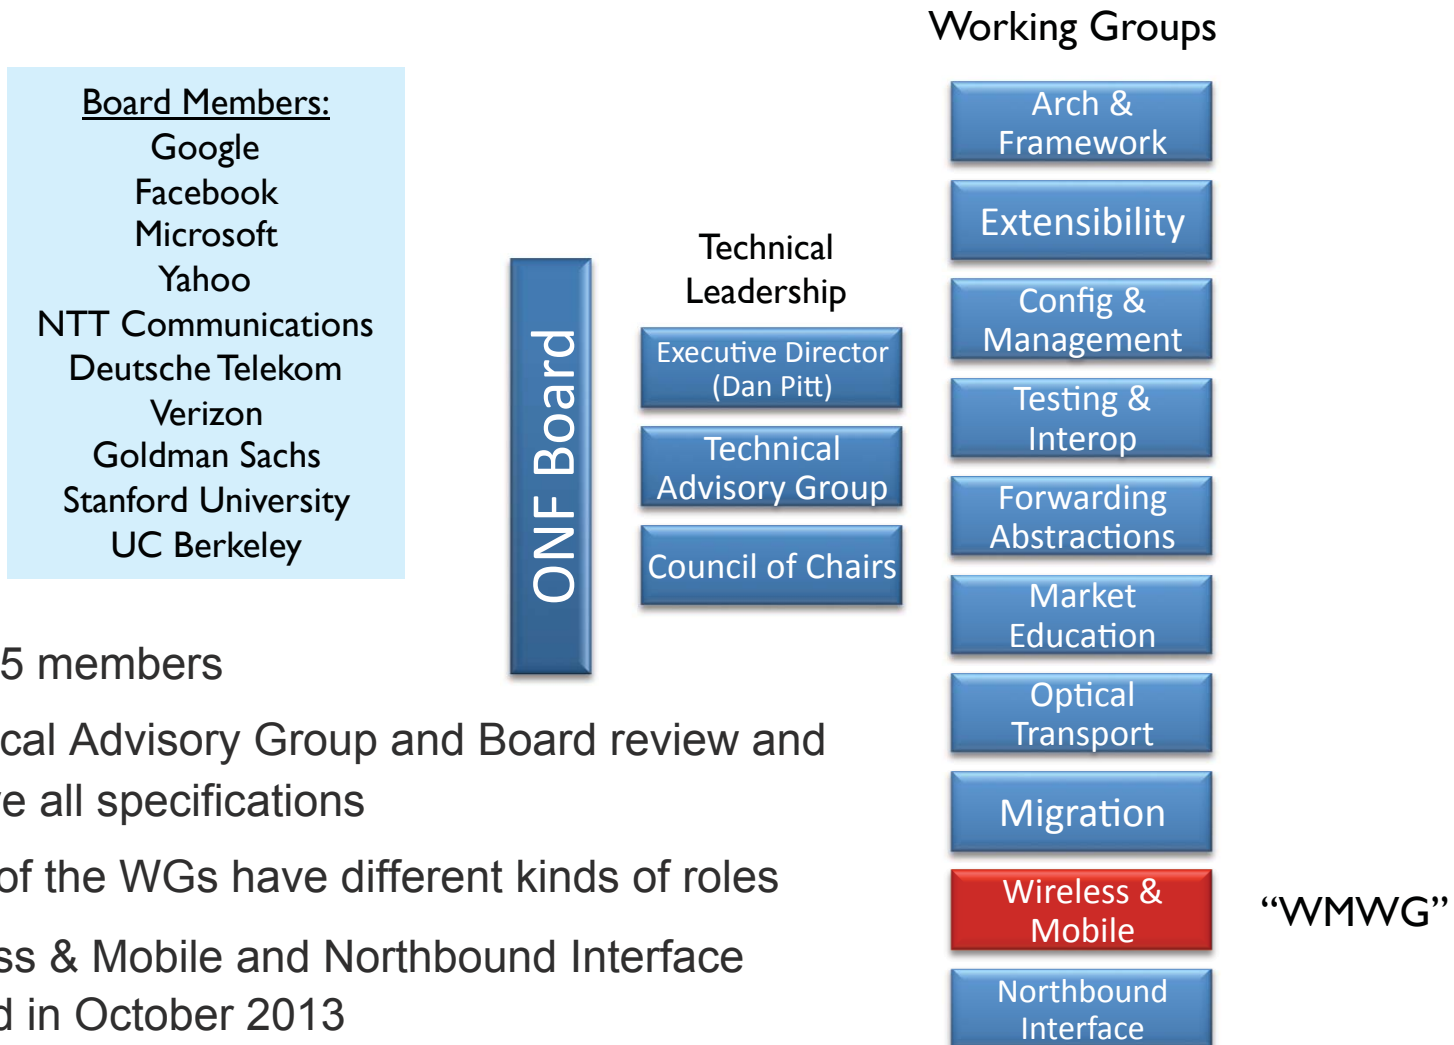 Working Groups
Board Members:
Google
Facebook
Microsoft
Yahoo
NTT Communications
Deutsche Telekom
Verizon
Goldman Sachs
Stanford University
UC Berkeley
ONF Board
Technical
Leadership
Executive Director
(Dan Pitt)
Technical
Advisory Group
Council of Chairs
Arch &
Framework
Extensibility
Config &
Management
Testing &
Interop
Forwarding
Abstractions
Market
Education
Optical
Transport
Migration
Wireless &
Mobile
“WMWG”
Northbound
Interface
5 members
cal Advisory Group and Board review and
e all specifications
of the WGs have different kinds of roles
ss & Mobile and Northbound Interface
d in October 2013